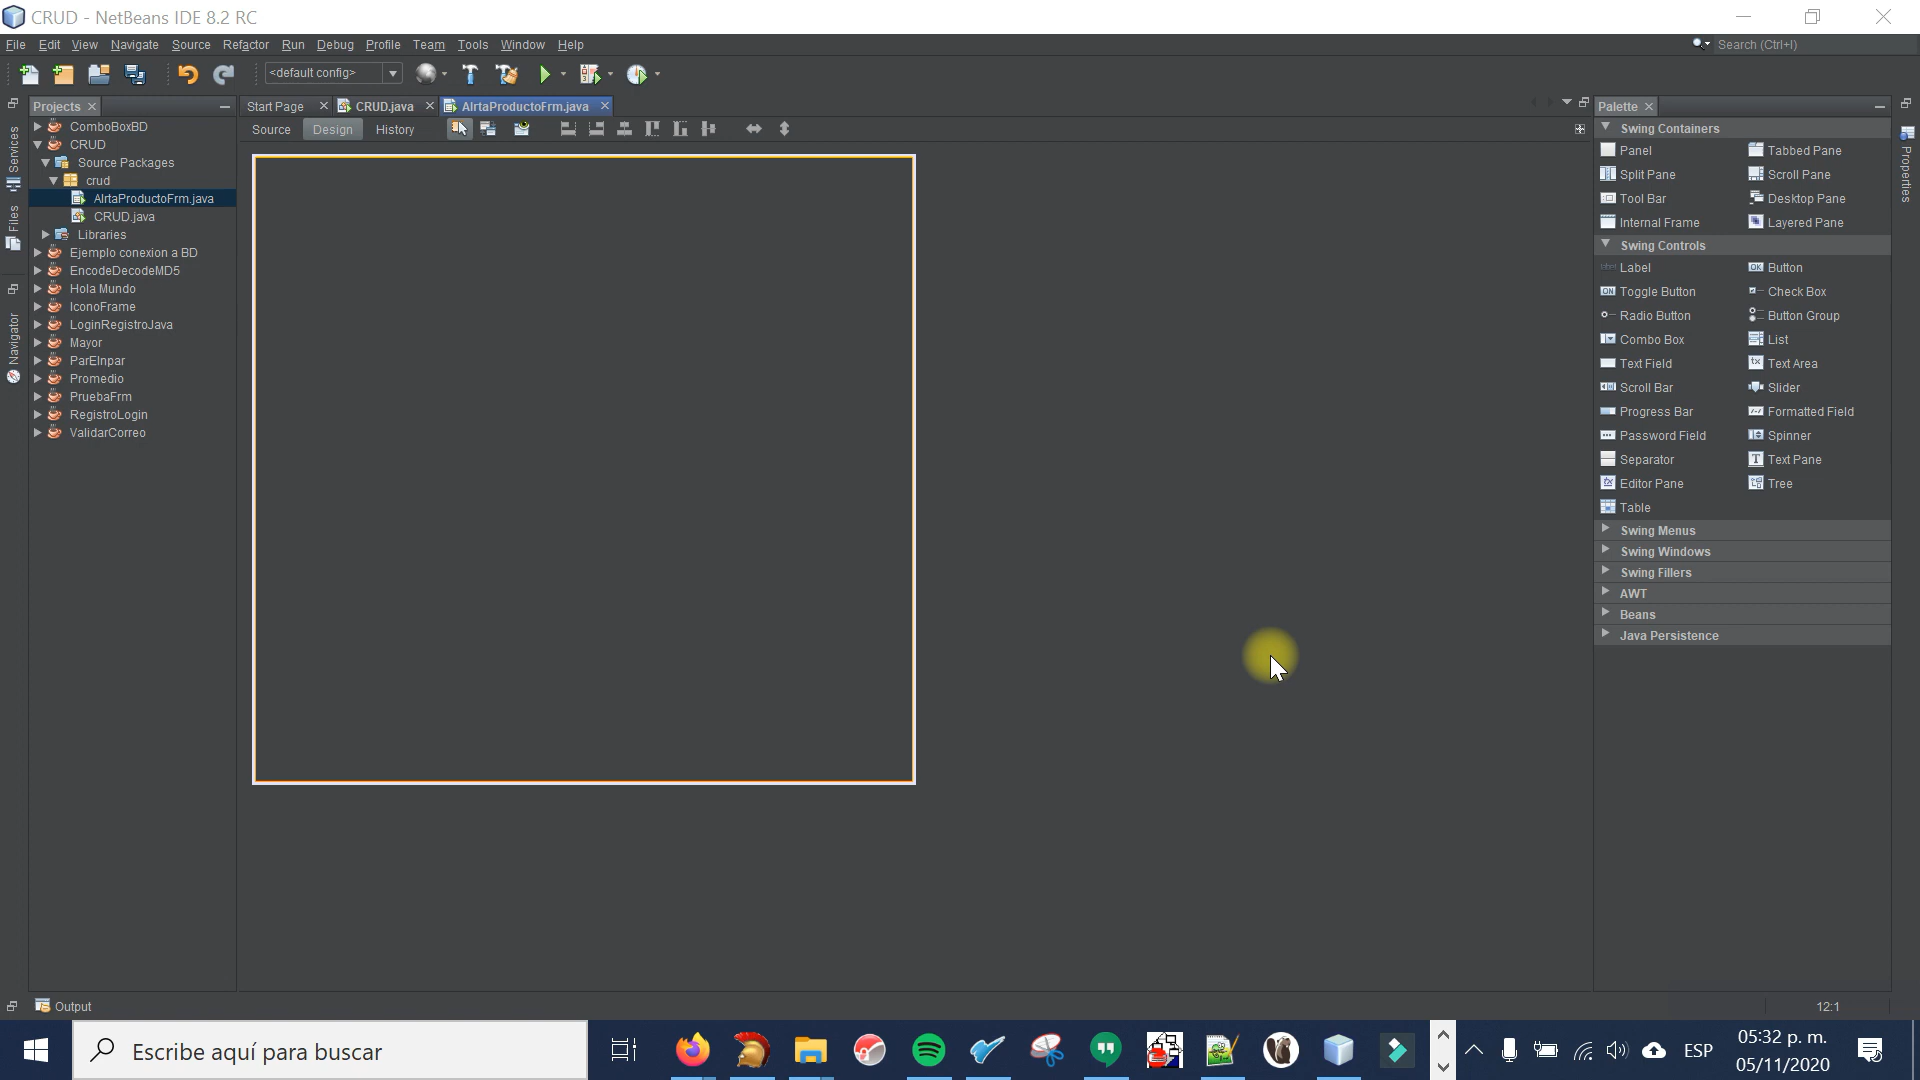 CRUD - NetBeans IDE 8.2 RC
File Edit View Navigate Source Refactor Run Debug Profile Team Tools Window Help
Search (Ctrl+I)
<default config>
Projects
Start Page
CRUD.java
AlrtaProductoFrm.java
Palette
Source Design History
Services
Files
Navigator
Properties
ComboBoxBD
CRUD
Source Packages
crud
AlrtaProductoFrm.java
CRUD.java
Libraries
Ejemplo conexion a BD
EncodeDecodeMD5
Hola Mundo
IconoFrame
LoginRegistroJava
Mayor
ParEInpar
Promedio
PruebaFrm
RegistroLogin
ValidarCorreo
Swing Containers
Panel Tabbed Pane
Split Pane Scroll Pane
Tool Bar Desktop Pane
Internal Frame Layered Pane
Swing Controls
Label Button
Toggle Button Check Box
Radio Button Button Group
Combo Box List
Text Field Text Area
Scroll Bar Slider
Progress Bar Formatted Field
Password Field Spinner
Separator Text Pane
Editor Pane Tree
Table
Swing Menus
Swing Windows
Swing Fillers
AWT
Beans
Java Persistence
Output
12:1
Escribe aquí para buscar
ESP
05:32 p. m.
05/11/2020